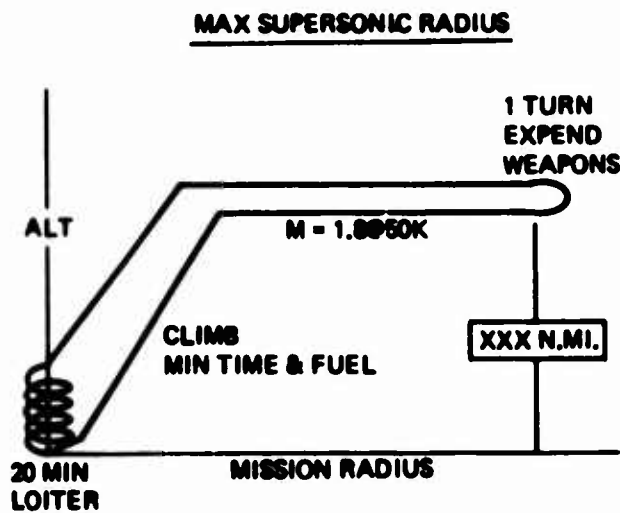 MAX SUPERSONIC RADIUS
1 TURN
EXPEND
WEAPONS
ALT
M = 1.8@50K
CLIMB
MIN TIME & FUEL
XXX N.MI.
20 MIN
LOITER
MISSION RADIUS